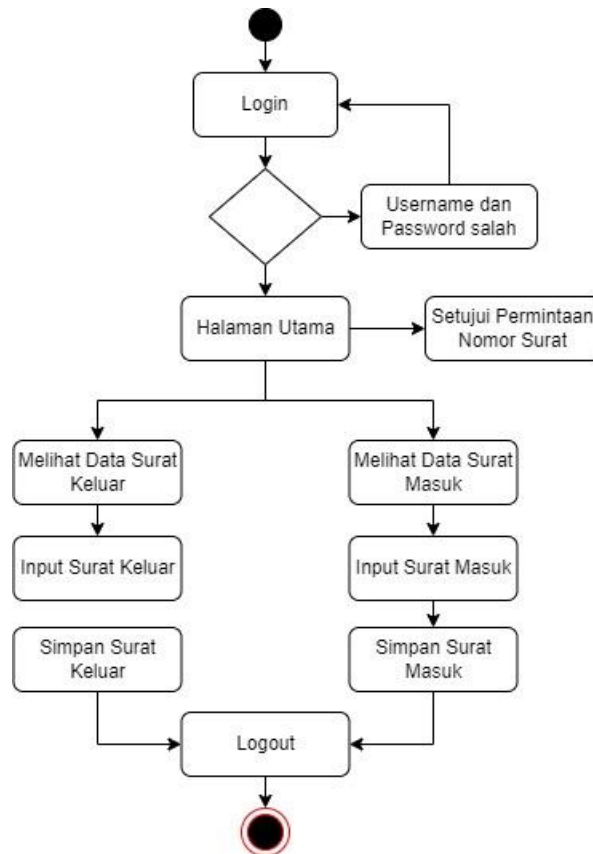 Login
Username dan
Password salah
Halaman Utama
Setujui Permintaan
Nomor Surat
Melihat Data Surat
Keluar
Melihat Data Surat
Masuk
Input Surat Keluar
Input Surat Masuk
Simpan Surat
Keluar
Simpan Surat
Masuk
Logout